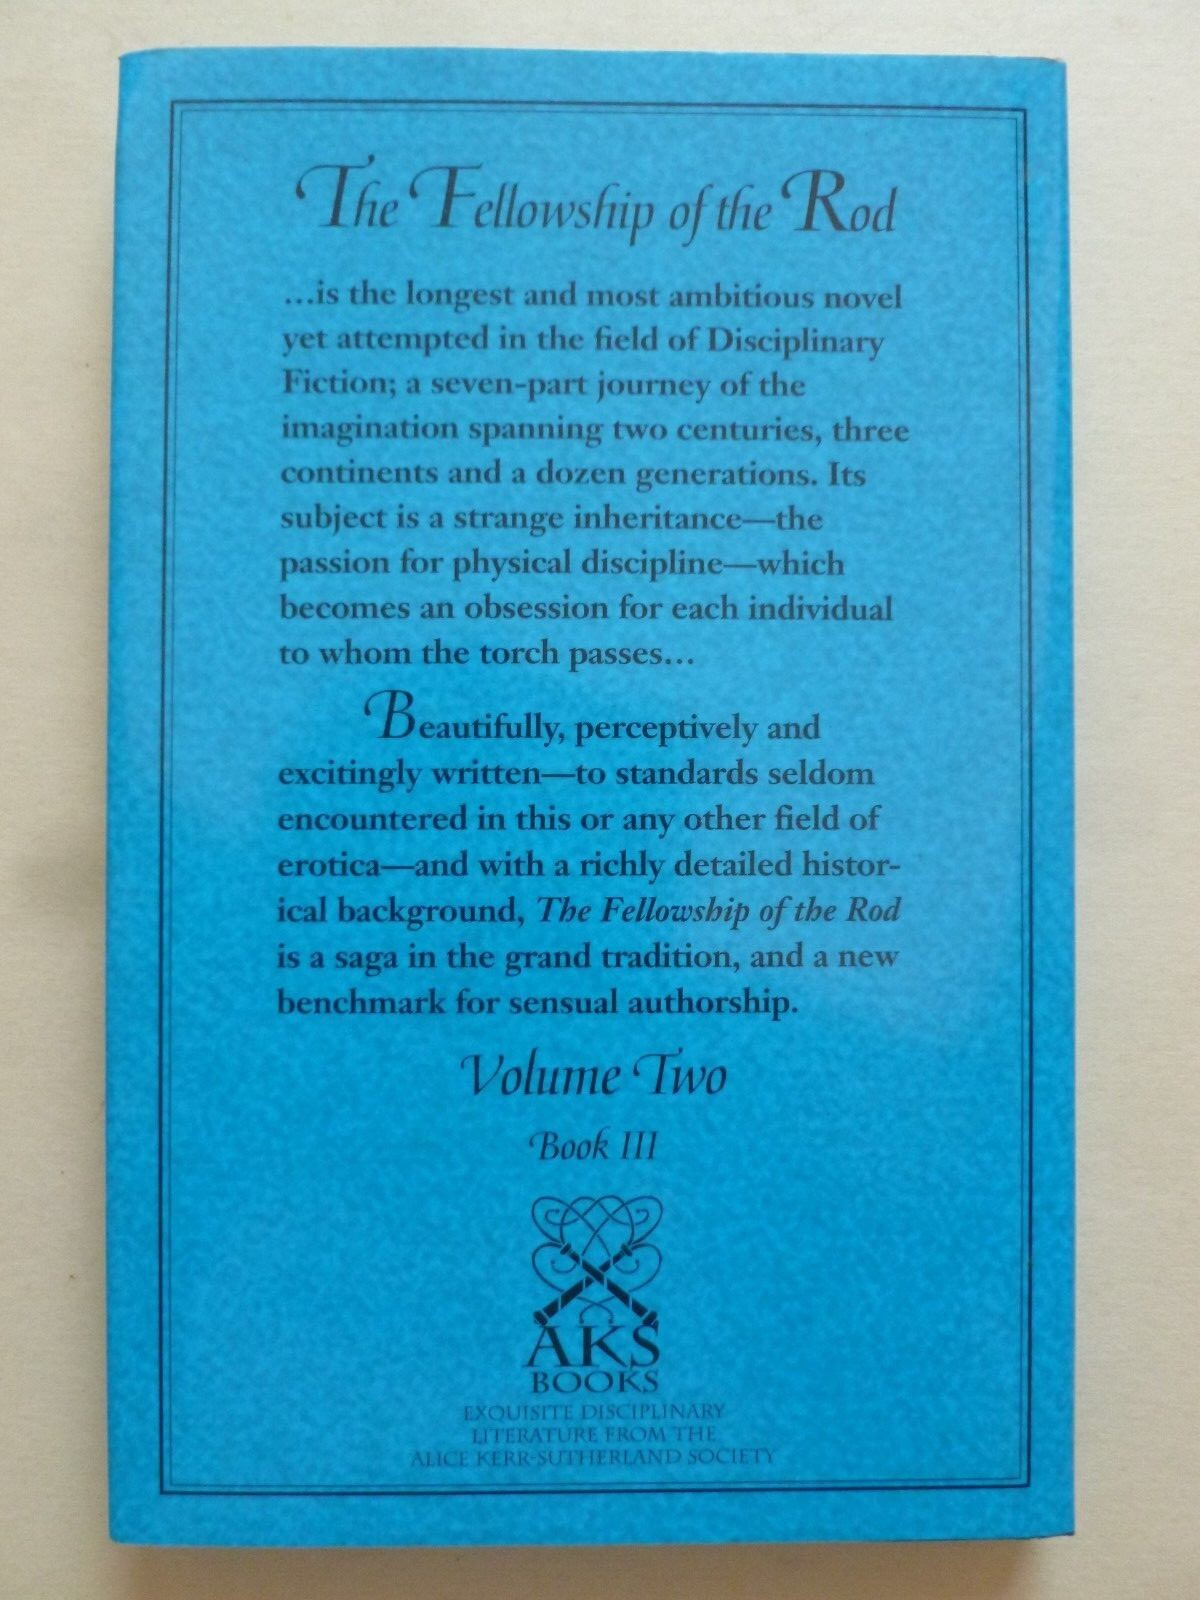 The Fellowship of the Rod
...is the longest and most ambitious novel
yet attempted in the field of Disciplinary
Fiction; a seven-part journey of the
imagination spanning two centuries, three
continents and a dozen generations. Its
subject is a strange inheritance—the
passion for physical discipline—which
becomes an obsession for each individual
to whom the torch passes...
Beautifully, perceptively and
excitingly written—to standards seldom
encountered in this or any other field of
erotica—and with a richly detailed histor-
ical background, The Fellowship of the Rod
is a saga in the grand tradition, and a new
benchmark for sensual authorship.
Volume Two
Book III
AKS
BOOKS
EXQUISITE DISCIPLINARY
LITERATURE FROM THE
ALICE KERR-SUTHERLAND SOCIETY